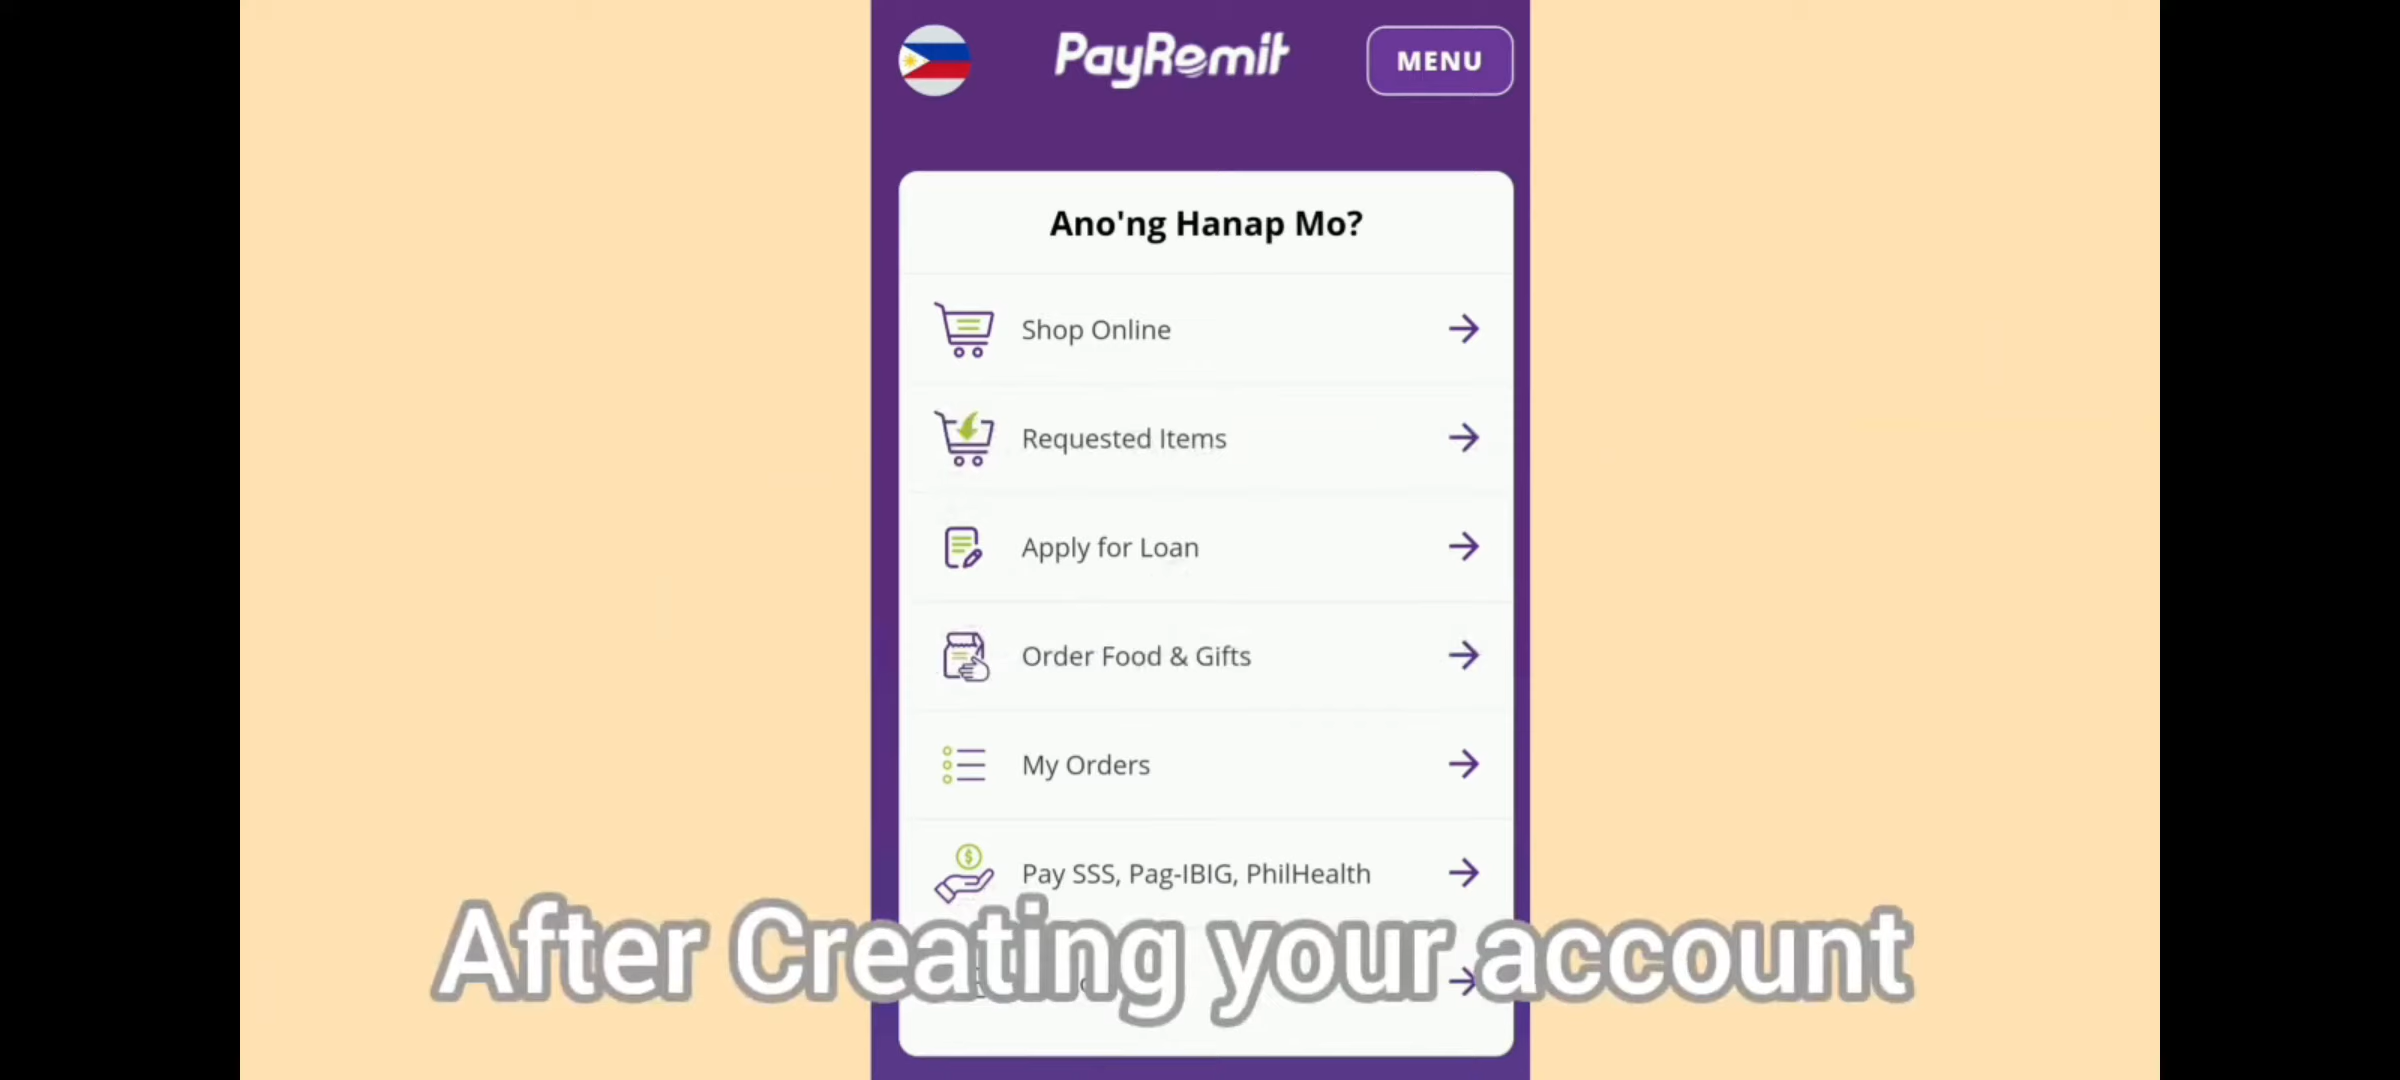 PayRemit
MENU
Ano'ng Hanap Mo?
Shop Online
Requested Items
Apply for Loan
Order Food & Gifts
My Orders
Pay SSS, Pag-IBIG, PhilHealth
After Creating your account